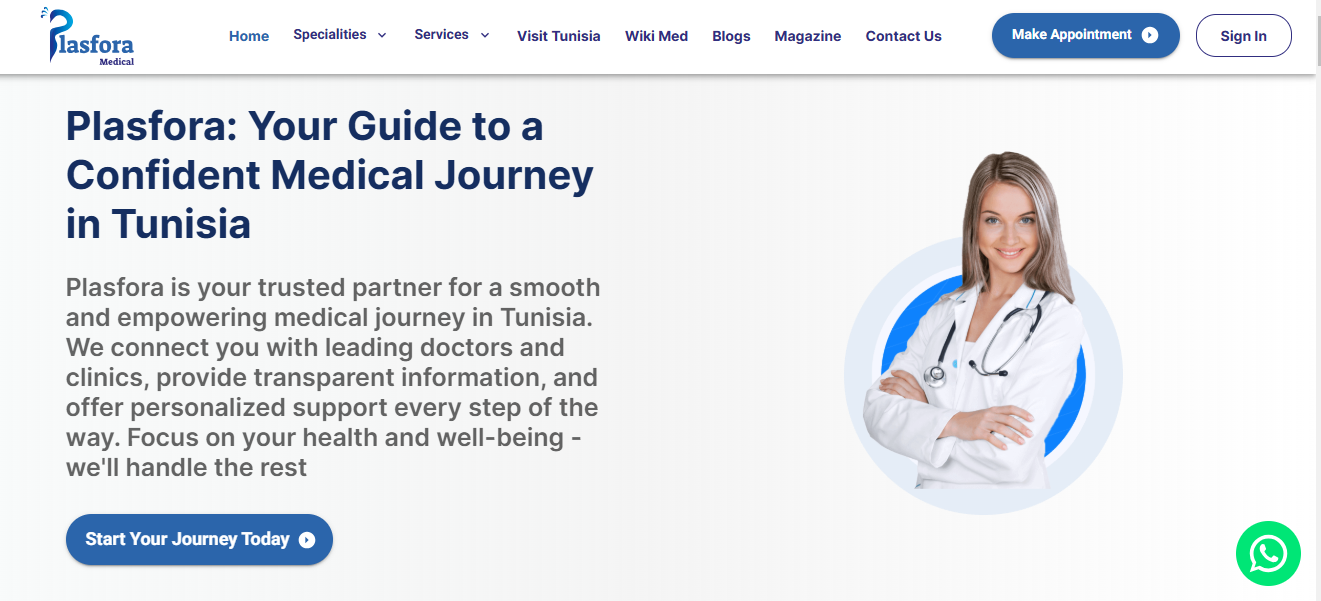 Plasfora
Medical
Home
Specialities
Services
Visit Tunisia
Wiki Med
Blogs
Magazine
Contact Us
Make Appointment
Sign In
Plasfora: Your Guide to a
Confident Medical Journey
in Tunisia
Plasfora is your trusted partner for a smooth
and empowering medical journey in Tunisia.
We connect you with leading doctors and
clinics, provide transparent information, and
offer personalized support every step of the
way. Focus on your health and well-being -
we'll handle the rest
Start Your Journey Today